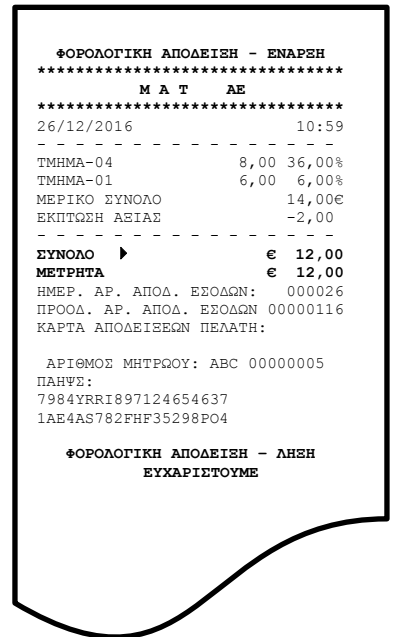 ΦΟΡΟΛΟΓΙΚΗ ΑΠΟΔΕΙΞΗ - ΕΝΑΡΞΗ
********************************
Μ Α Τ ΑΕ
********************************
26/12/2016 10:59
- - - - - - - - - - - - - - - -
ΤΜΗΜΑ-04 8,00 36,00%
ΤΜΗΜΑ-01 6,00 6,00%
ΜΕΡΙΚΟ ΣΥΝΟΛΟ 14,00€
ΕΚΠΤΩΣΗ ΑΞΙΑΣ -2,00
- - - - - - - - - - - - - - - -
ΣΥΝΟΛΟ € 12,00
ΜΕΤΡΗΤΑ € 12,00
ΗΜΕΡ. ΑΡ. ΑΠΟΔ. ΕΣΟΔΩΝ: 000026
ΠΡΟΟΔ. ΑΡ. ΑΠΟΔ. ΕΣΟΔΩΝ 00000116
ΚΑΡΤΑ ΑΠΟΔΕΙΞΕΩΝ ΠΕΛΑΤΗ:
ΑΡΙΘΜΟΣ ΜΗΤΡΩΟΥ: ABC 00000005
ΠΑΗΨΣ:
7984YRRI897124654637
1AE4AS782FHF35298PO4
ΦΟΡΟΛΟΓΙΚΗ ΑΠΟΔΕΙΞΗ - ΛΗΞΗ
ΕΥΧΑΡΙΣΤΟΥΜΕ